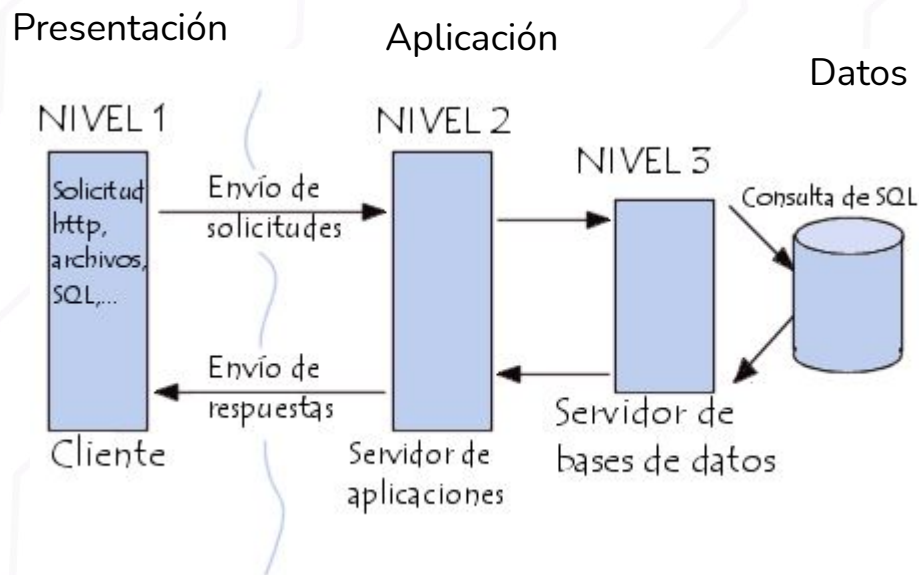 Presentación
Aplicación
Datos
NIVEL 1
NIVEL 2
NIVEL 3
Solicitud
http,
archivos,
SQL,...
Envío de
solicitudes
Consulta de SQL
Envío de
respuestas
Cliente
Servidor de
aplicaciones
Servidor de
bases de datos